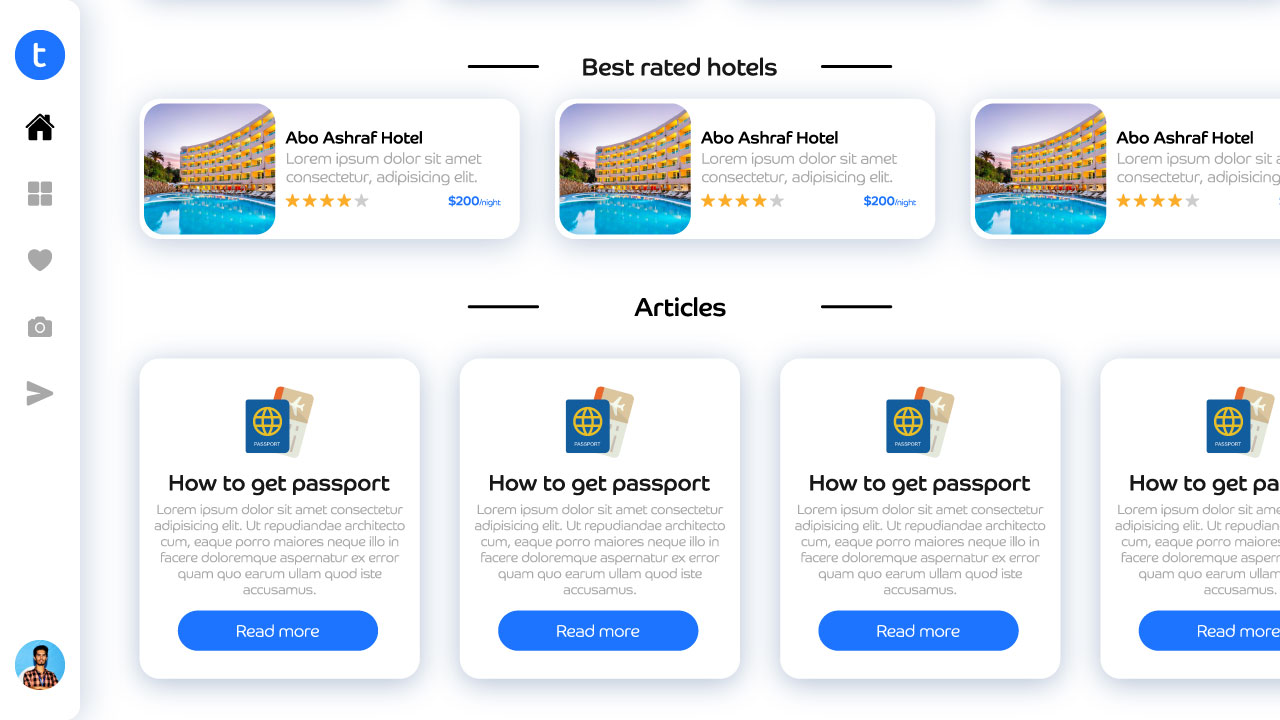 t
Best rated hotels
Abo Ashraf Hotel
Lorem ipsum dolor sit amet
consectetur, adipisicing elit.
$200/night
Abo Ashraf Hotel
Lorem ipsum dolor sit amet
consectetur, adipisicing elit.
$200/night
Abo Ashraf Hotel
Lorem ipsum dolor sit
consectetur, adipisicing
Articles
PASSPORT
How to get passport
Lorem ipsum dolor sit amet consectetur
adipisicing elit. Ut repudiandae architecto
cum, eaque porro maiores neque illo in
facere doloremque aspernatur ex error
quam quo earum ullam quod iste
accusamus.
Read more
PASSPORT
How to get passport
Lorem ipsum dolor sit amet consectetur
adipisicing elit. Ut repudiandae architecto
cum, eaque porro maiores neque illo in
facere doloremque aspernatur ex error
quam quo earum ullam quod iste
accusamus.
Read more
PASSPORT
How to get passport
Lorem ipsum dolor sit amet consectetur
adipisicing elit. Ut repudiandae architecto
cum, eaque porro maiores neque illo in
facere doloremque aspernatur ex error
quam quo earum ullam quod iste
accusamus.
Read more
PASSPORT
How to get pa
Lorem ipsum dolor sit amet
adipisicing elit. Ut
cum, eaque porro maiores
facere doloremque
quam quo earum
accusamus.
Read more